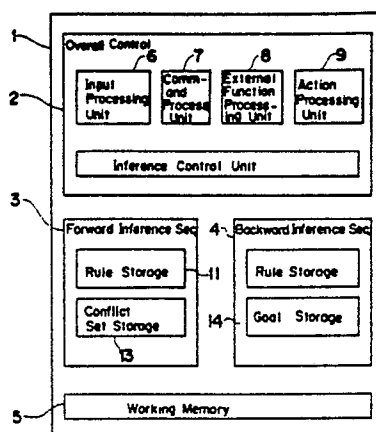 1
Overall Control
6
7
8
9
Input
Processing
Unit
Comm-
and
Process
Unit
External
Function
Process-
ing Unit
Action
Processing
Unit
2
Inference Control Unit
3
Forward Inference Sec
4
Backward Inference Sec
Rule Storage
11
Rule Storage
Conflict
Set Storage
13
14
Goal Storage
5
Working Memory